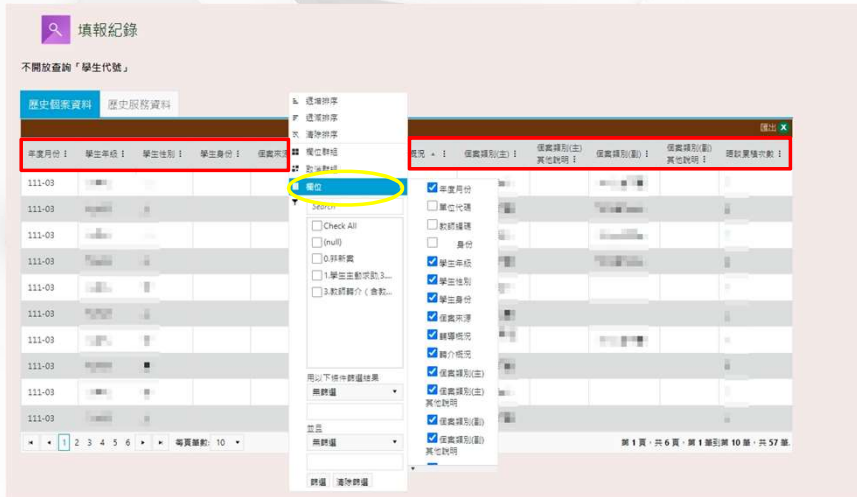 填報紀錄
不開放查詢「學生代號」
歷史個案資料 歷史服務資料
匯出 X
年度月份 學生年級 學生性別 學生身份 個案來源
概況 個案類別(主) 個案類別(主)其他說明 個案類別(副) 個案類別(副)其他說明 晤談累積次數
遞增排序
遞減排序
清除排序
欄位群組
取消群組
欄位
Search
Check All
(null)
0.非新案
1.學生主動求助,3....
3.教師轉介(含教...
用以下條件篩選結果
無篩選
並且
無篩選
篩選 清除篩選
年度月份
單位代碼
教師編碼
身份
學生年級
學生性別
學生身份
個案來源
輔導概況
轉介概況
個案類別(主)
個案類別(主)
其他說明
個案類別(副)
個案類別(副)
其他說明
111-03
111-03
111-03
111-03
111-03
111-03
111-03
111-03
111-03
111-03
1 2 3 4 5 6 每頁筆數: 10
第 1 頁,共 6 頁,第 1 筆到第 10 筆,共 57 筆.